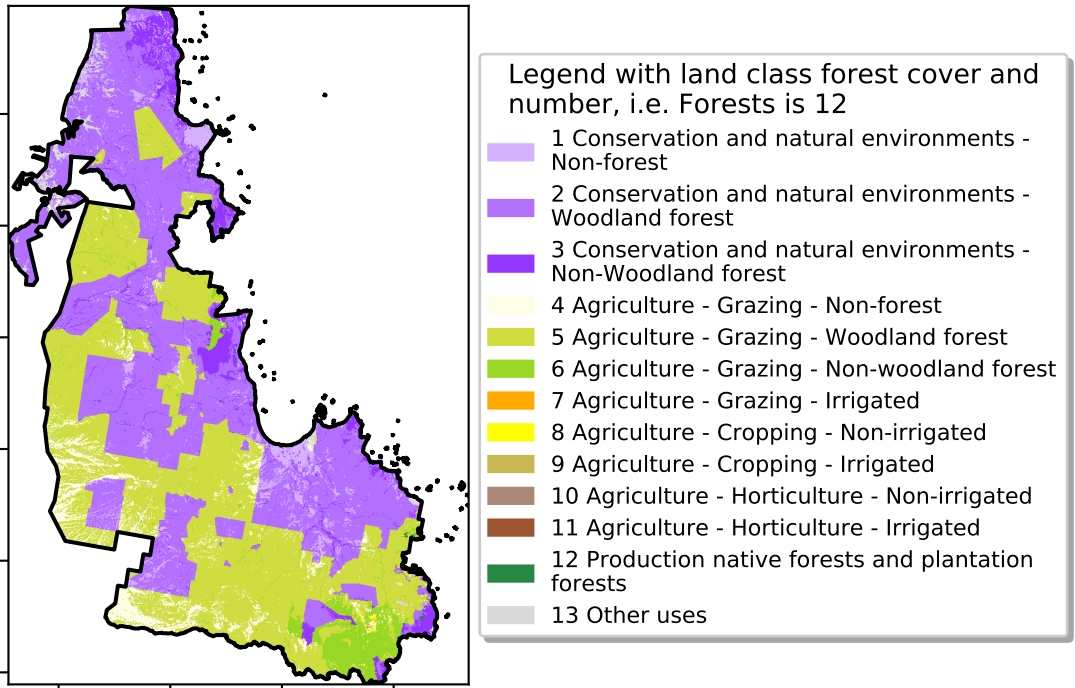 Legend with land class forest cover and
number, i.e. Forests is 12
1 Conservation and natural environments -
Non-forest
2 Conservation and natural environments -
Woodland forest
3 Conservation and natural environments -
Non-Woodland forest
4 Agriculture - Grazing - Non-forest
5 Agriculture - Grazing - Woodland forest
6 Agriculture - Grazing - Non-woodland forest
7 Agriculture - Grazing - Irrigated
8 Agriculture - Cropping - Non-irrigated
9 Agriculture - Cropping - Irrigated
10 Agriculture - Horticulture - Non-irrigated
11 Agriculture - Horticulture - Irrigated
12 Production native forests and plantation
forests
13 Other uses